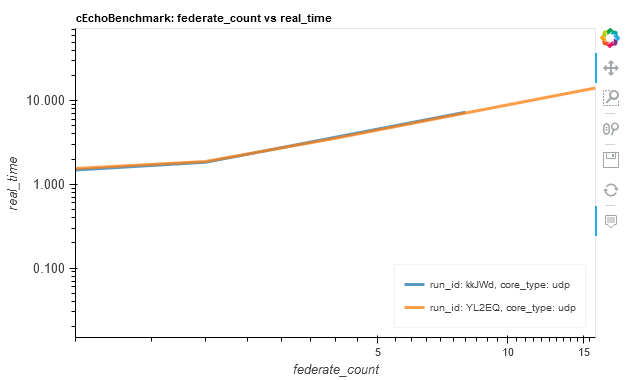 cEchoBenchmark: federate_count vs real_time
10.000
1.000
0.100
real_time
run_id: kkJWd, core_type: udp
run_id: YL2EQ, core_type: udp
5
10
15
federate_count